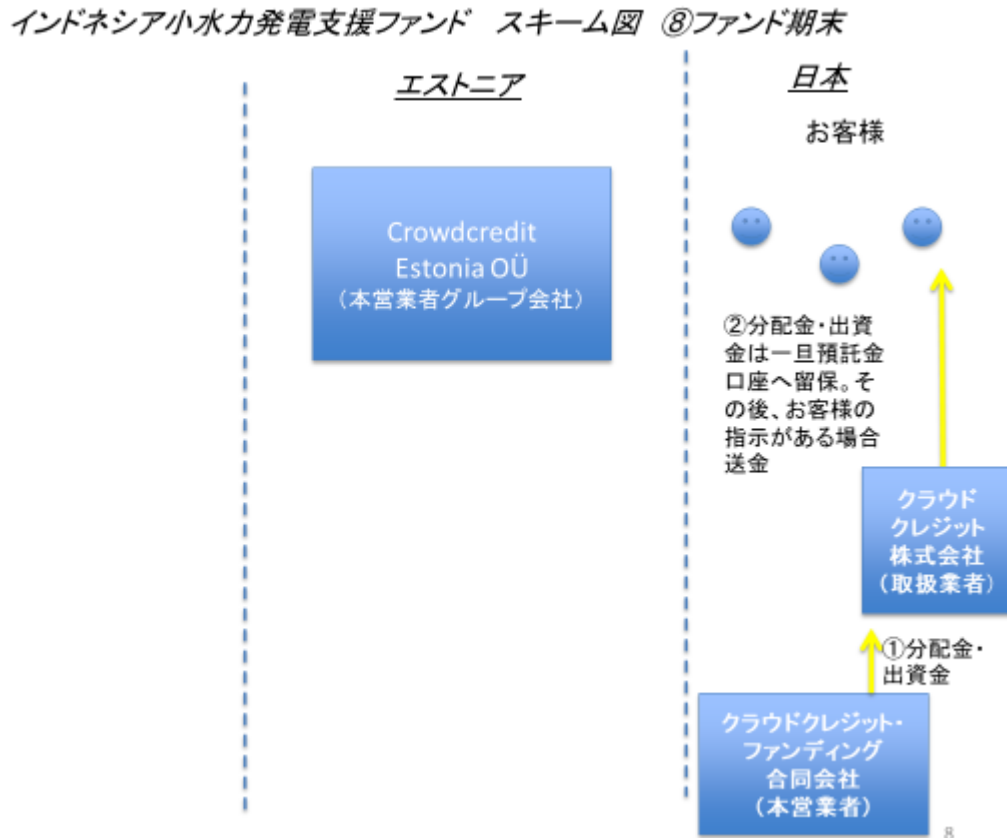 インドネシア小水力発電支援ファンド　スキーム図　⑧ファンド期末
エストニア
日本
お客様
Crowdcredit
Estonia OÜ
（本営業者グループ会社）
②分配金・出資
金は一旦預託金
口座へ留保。そ
の後、お客様の
指示がある場合
送金
クラウド
クレジット
株式会社
（取扱業者）
①分配金・
出資金
クラウドクレジット・
ファンディング
合同会社
（本営業者）
8